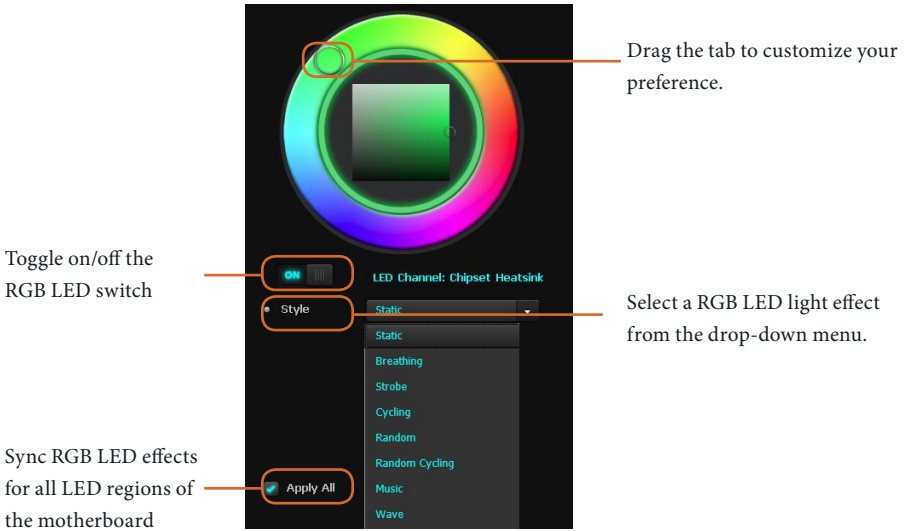 Drag the tab to customize your
preference.
Toggle on/off the
RGB LED switch
ON
LED Channel: Chipset Heatsink
Style
Static
Select a RGB LED light effect
from the drop-down menu.
Static
Breathing
Strobe
Cycling
Random
Random Cycling
Music
Wave
Sync RGB LED effects
for all LED regions of
the motherboard
Apply All